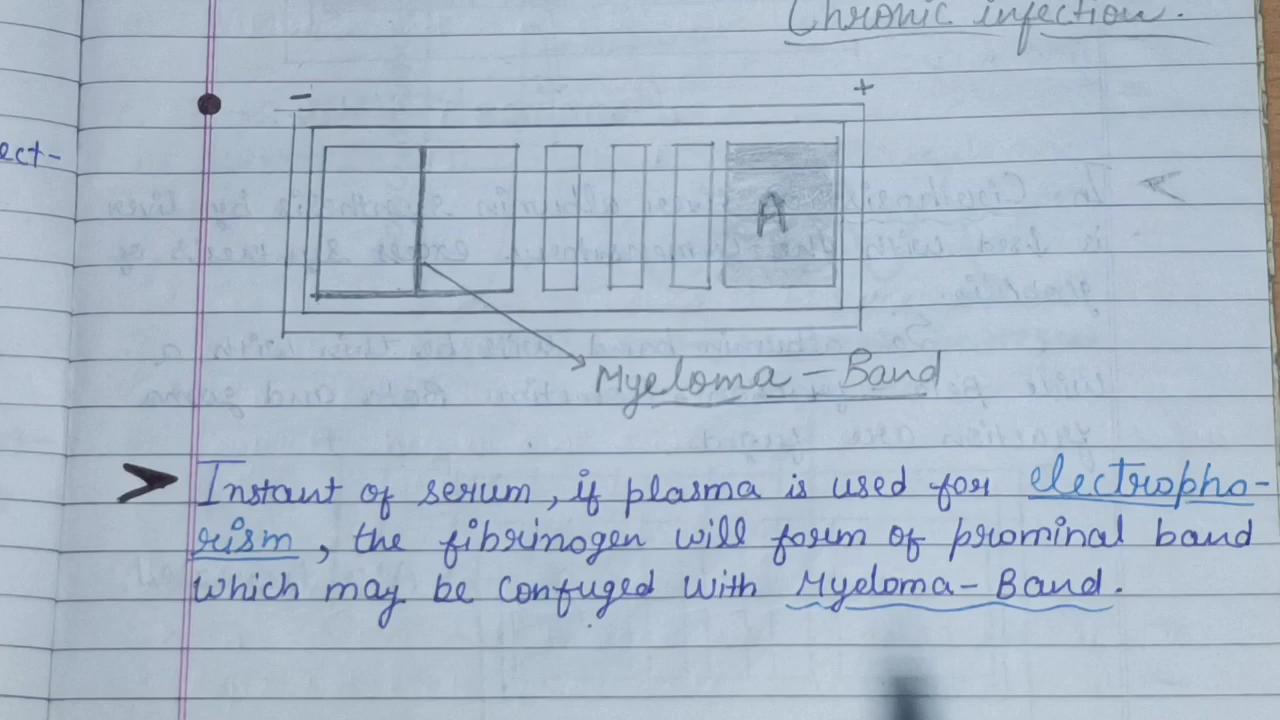 Chronic infection.
- +
ect-
A
Myeloma - Band
Instant of serum, if plasma is used for electropho-
rism, the fibrinogen will form of prominal band
which may be confuged with Myeloma - Band.